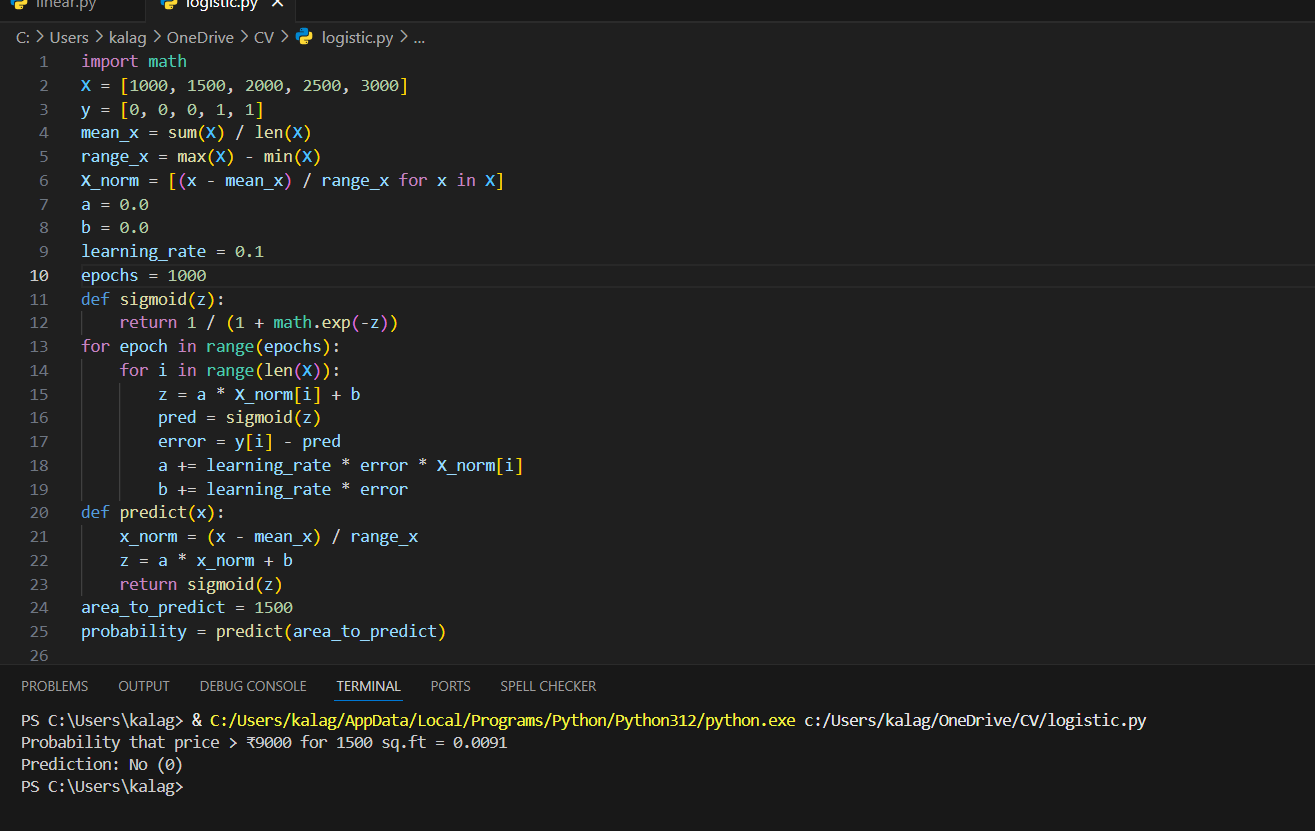 linear.py logistic.py ×
C: > Users > kalag > OneDrive > CV > logistic.py > ...
1 import math
2 X = [1000, 1500, 2000, 2500, 3000]
3 y = [0, 0, 0, 1, 1]
4 mean_x = sum(X) / len(X)
5 range_x = max(X) - min(X)
6 X_norm = [(x - mean_x) / range_x for x in X]
7 a = 0.0
8 b = 0.0
9 learning_rate = 0.1
10 epochs = 1000
11 def sigmoid(z):
12     return 1 / (1 + math.exp(-z))
13 for epoch in range(epochs):
14     for i in range(len(X)):
15         z = a * X_norm[i] + b
16         pred = sigmoid(z)
17         error = y[i] - pred
18         a += learning_rate * error * X_norm[i]
19         b += learning_rate * error
20 def predict(x):
21     x_norm = (x - mean_x) / range_x
22     z = a * x_norm + b
23     return sigmoid(z)
24 area_to_predict = 1500
25 probability = predict(area_to_predict)
26
PROBLEMS OUTPUT DEBUG CONSOLE TERMINAL PORTS SPELL CHECKER
PS C:\Users\kalag> & C:/Users/kalag/AppData/Local/Programs/Python/Python312/python.exe c:/Users/kalag/OneDrive/CV/logistic.py
Probability that price > ₹9000 for 1500 sq.ft = 0.0091
Prediction: No (0)
PS C:\Users\kalag>